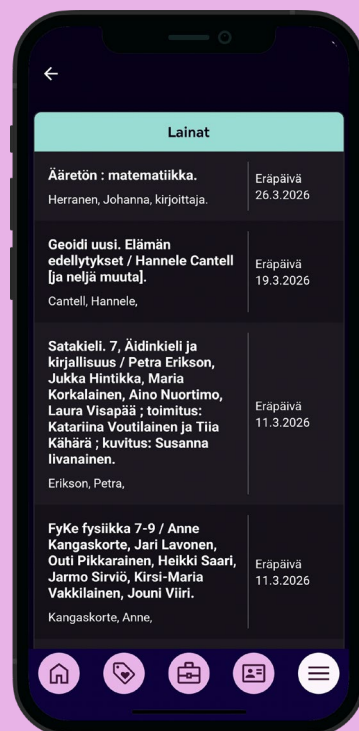 Lainat
Ääretön : matematiikka.
Herranen, Johanna, kirjoittaja.
Eräpäivä
26.3.2026
Geoidi uusi. Elämän
edellytykset / Hannele Cantell
[ja neljä muuta].
Cantell, Hannele,
Eräpäivä
19.3.2026
Satakieli. 7, Äidinkieli ja
kirjallisuus / Petra Erikson,
Jukka Hintikka, Maria
Korkalainen, Aino Nuortimo,
Laura Visapää ; toimitus:
Katariina Voutilainen ja Tiia
Kähärä ; kuvitus: Susanna
Iivanainen.
Erikson, Petra,
Eräpäivä
11.3.2026
FyKe fysiikka 7-9 / Anne
Kangaskorte, Jari Lavonen,
Outi Pikkarainen, Heikki Saari,
Jarmo Sirviö, Kirsi-Maria
Vakkilainen, Jouni Viiri.
Kangaskorte, Anne,
Eräpäivä
11.3.2026